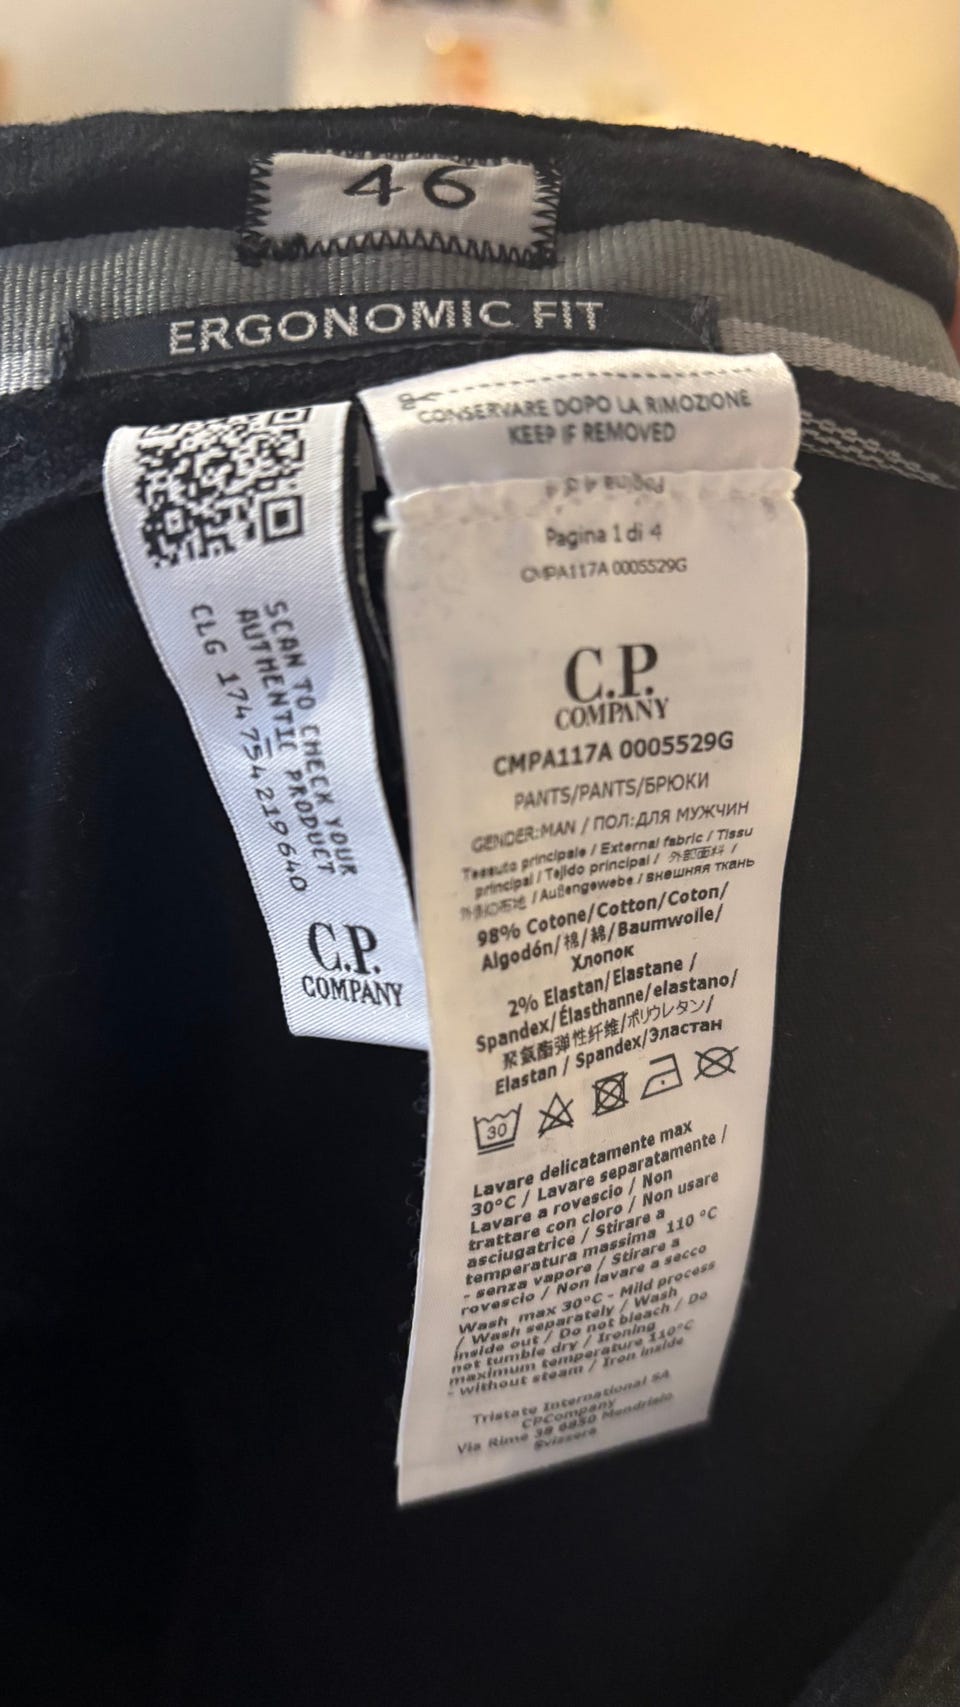 46
ERGONOMIC FIT
CONSERVARE DOPO LA RIMOZIONE
KEEP IF REMOVED
Pagina 4 di 4
Pagina 1 di 4
CMPA117A 0005529G
C.P.
COMPANY
CMPA117A 0005529G
PANTS/PANTS/БРЮКИ
GENDER:MAN / ПОЛ:ДЛЯ МУЖЧИН
Tessuto principale / External fabric / Tissu
principal / Tejido principal / 外部面料 /
外側の布地 / Außengewebe / внешняя ткань
98% Cotone/Cotton/Coton/
Algodón/棉/綿/Baumwolle/
Хлопок
2% Elastan/Elastane /
Spandex/Élasthanne/elastano/
聚氨酯弹性纤维/ポリウレタン/
Elastan / Spandex/Эластан
30
Lavare delicatamente max
30°C / Lavare separatamente /
Lavare a rovescio / Non
trattare con cloro / Non usare
asciugatrice / Stirare a
temperatura massima 110 °C
- senza vapore / Stirare a
rovescio / Non lavare a secco
Wash max 30°C - Mild process
/ Wash separately / Wash
inside out / Do not bleach / Do
not tumble dry / Ironing
maximum temperature 110°C
- without steam / Iron inside
Tristate International SA
CPCompany
Via Rime 38 6850 Mendrisio
Svizzera
SCAN TO CHECK YOUR
AUTHENTIC PRODUCT
CLG 174754219640
C.P.
COMPANY